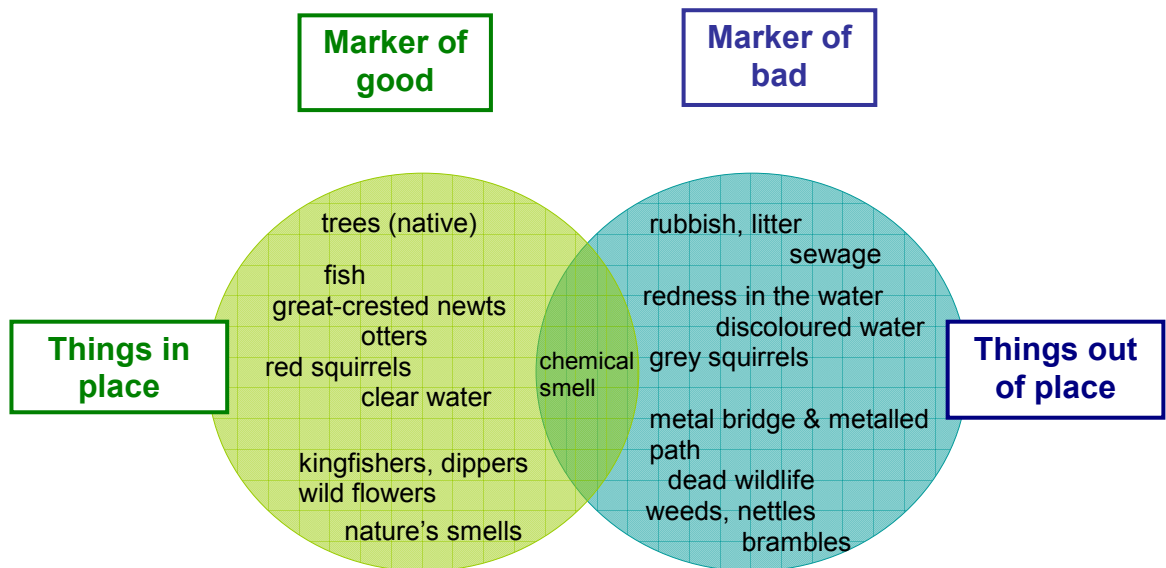 Marker of
good
Marker of
bad
Things in
place
trees (native)
fish
great-crested newts
otters
red squirrels
clear water
kingfishers, dippers
wild flowers
nature's smells
chemical
smell
rubbish, litter
sewage
redness in the water
discoloured water
grey squirrels
metal bridge & metalled
path
dead wildlife
weeds, nettles
brambles
Things out
of place